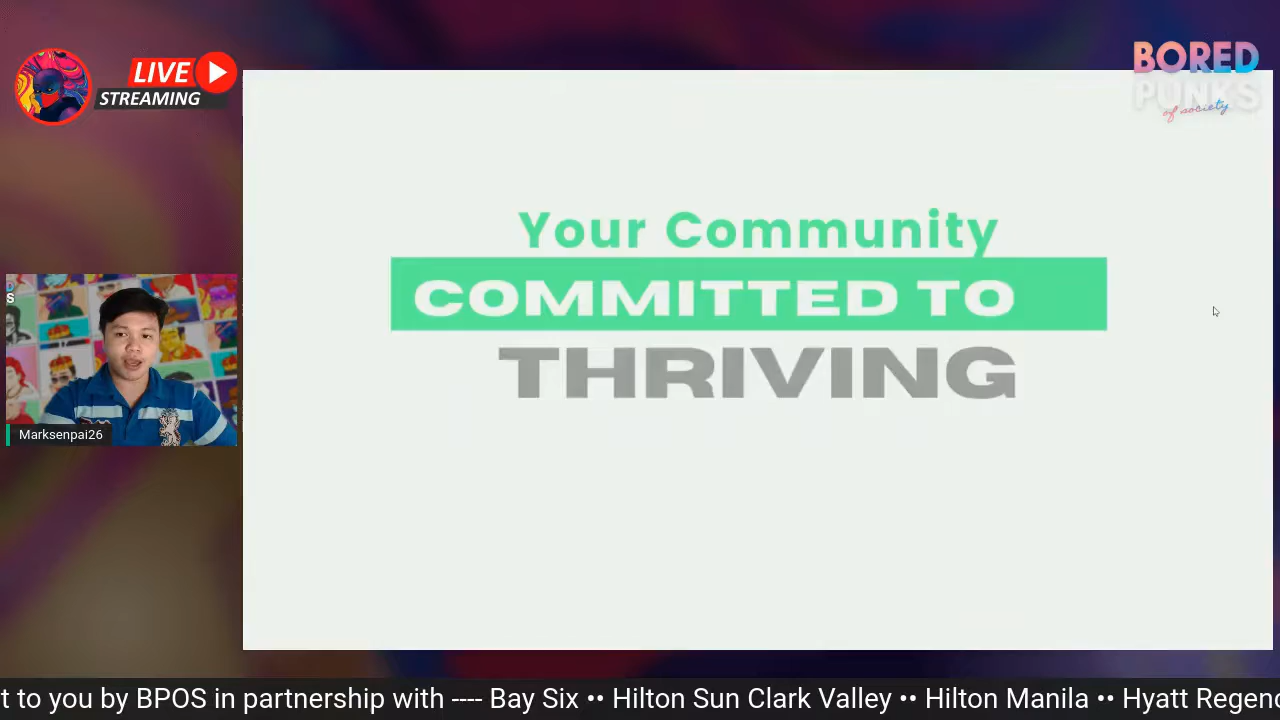 LIVE
STREAMING
BORED
PUNKS
of society
Your Community
COMMITTED TO
THRIVING
S
Marksenpai26
t to you by BPOS in partnership with ---- Bay Six •• Hilton Sun Clark Valley •• Hilton Manila •• Hyatt Regen